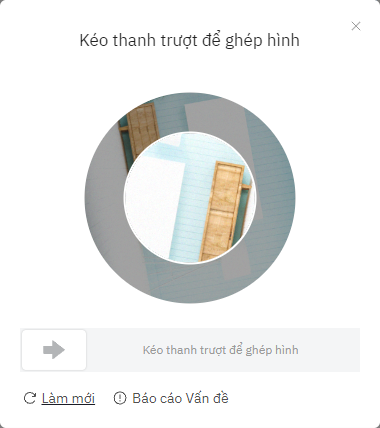 Kéo thanh trượt để ghép hình
Kéo thanh trượt để ghép hình
Làm mới
Báo cáo Vấn đề